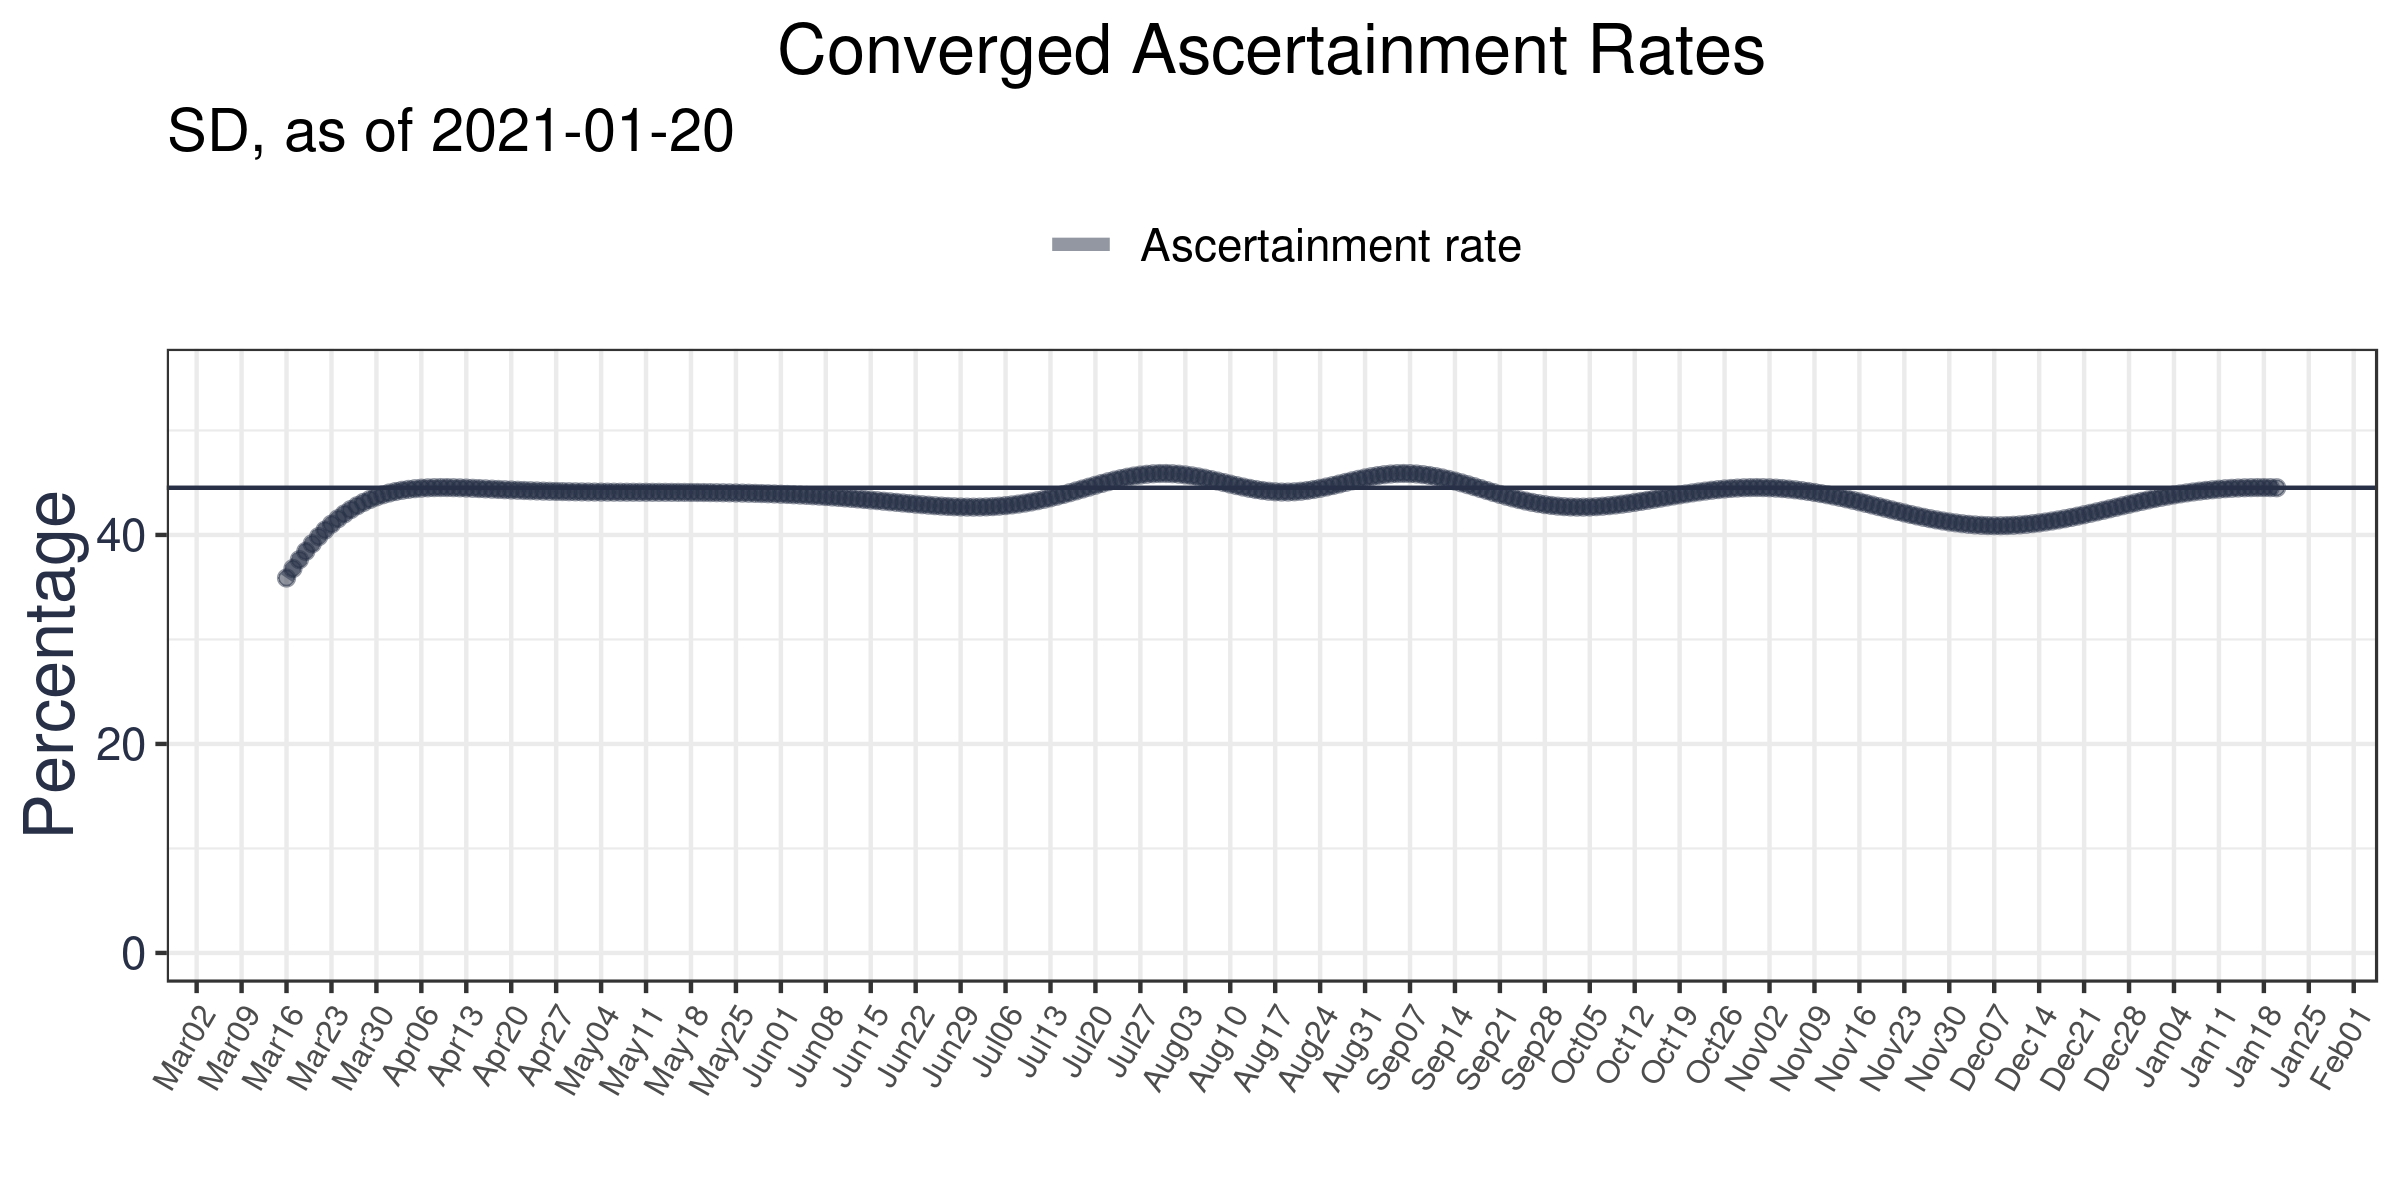 Converged Ascertainment Rates
SD, as of 2021-01-20
Ascertainment rate
Percentage
40
20
0
Mar02
Mar09
Mar16
Mar23
Mar30
Apr06
Apr13
Apr20
Apr27
May04
May11
May18
May25
Jun01
Jun08
Jun15
Jun22
Jun29
Jul06
Jul13
Jul20
Jul27
Aug03
Aug10
Aug17
Aug24
Aug31
Sep07
Sep14
Sep21
Sep28
Oct05
Oct12
Oct19
Oct26
Nov02
Nov09
Nov16
Nov23
Nov30
Dec07
Dec14
Dec21
Dec28
Jan04
Jan11
Jan18
Jan25
Feb01